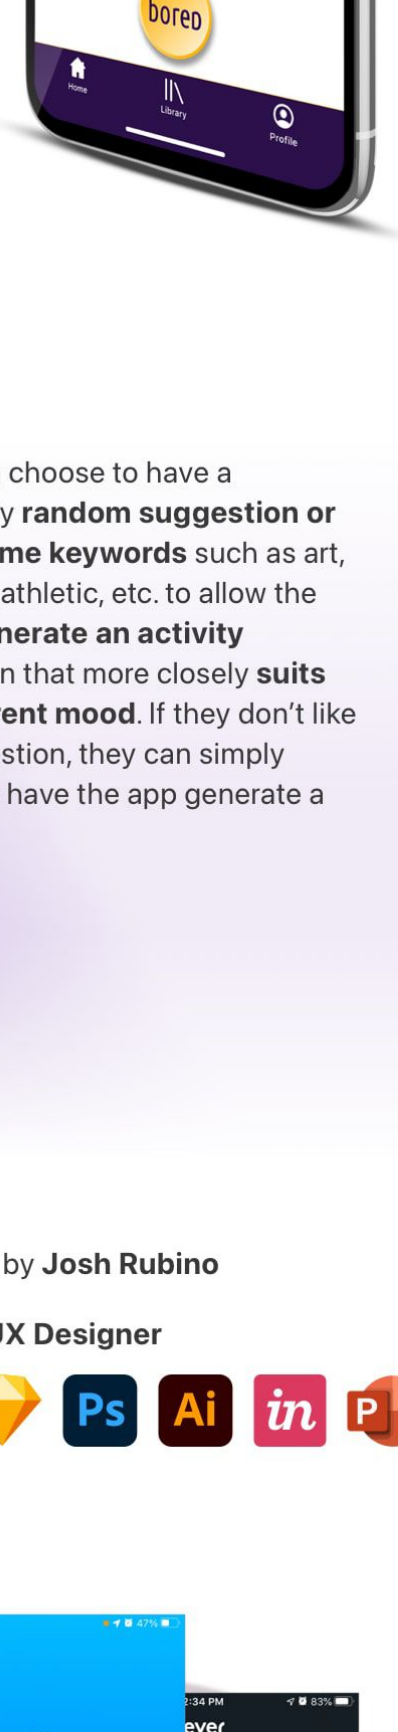 bored
Home
Library
Profile
choose to have a
y random suggestion or
me keywords such as art,
athletic, etc. to allow the
nerate an activity
n that more closely suits
rent mood. If they don't like
stion, they can simply
have the app generate a
by Josh Rubino
UX Designer
Ps
Ai
in
P
47%
2:34 PM
83%
ever